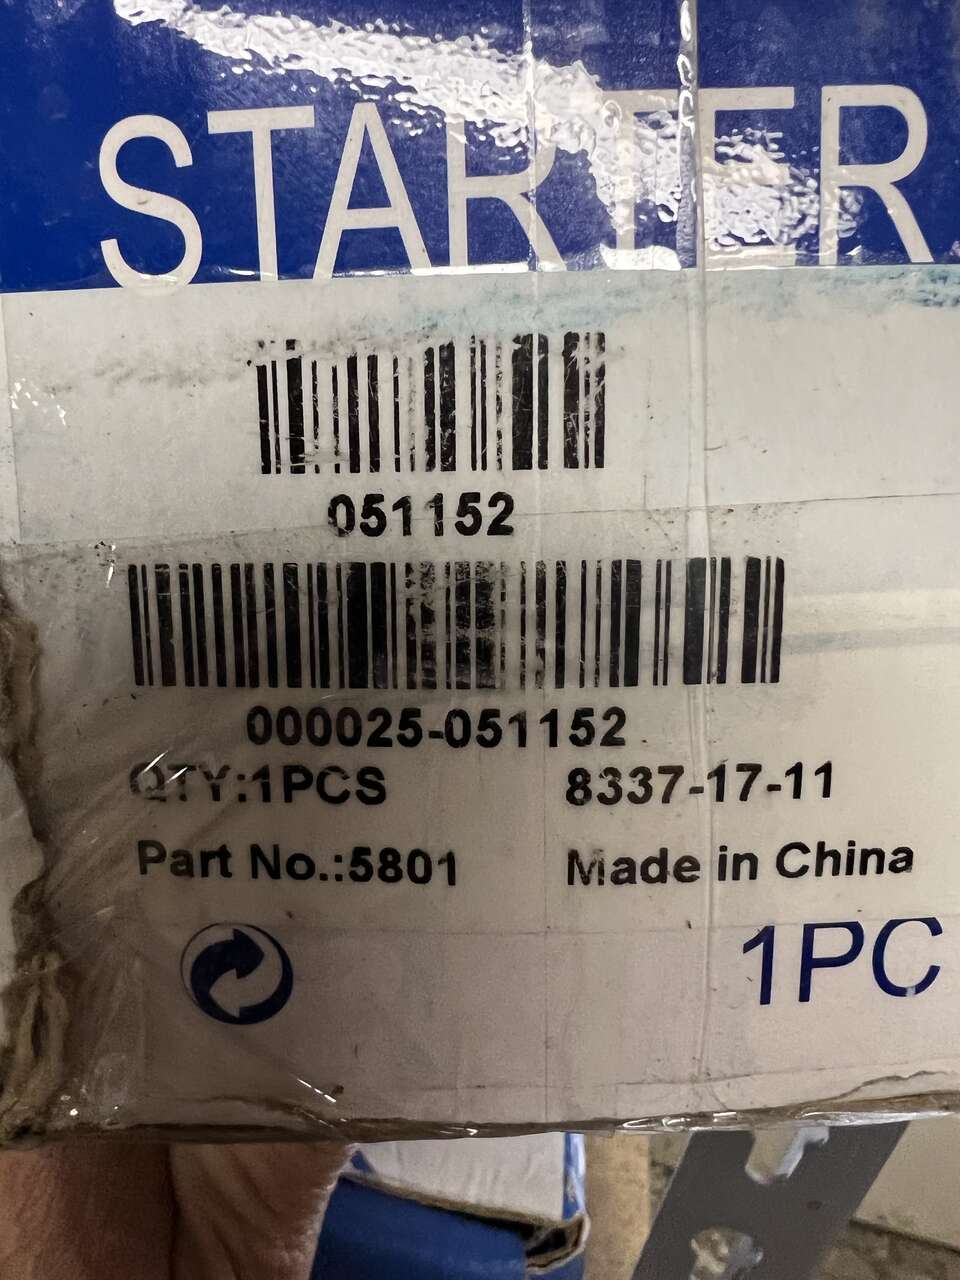 STARTER
051152
000025-051152
QTY:1PCS 8337-17-11
Part No.:5801 Made in China
1PC